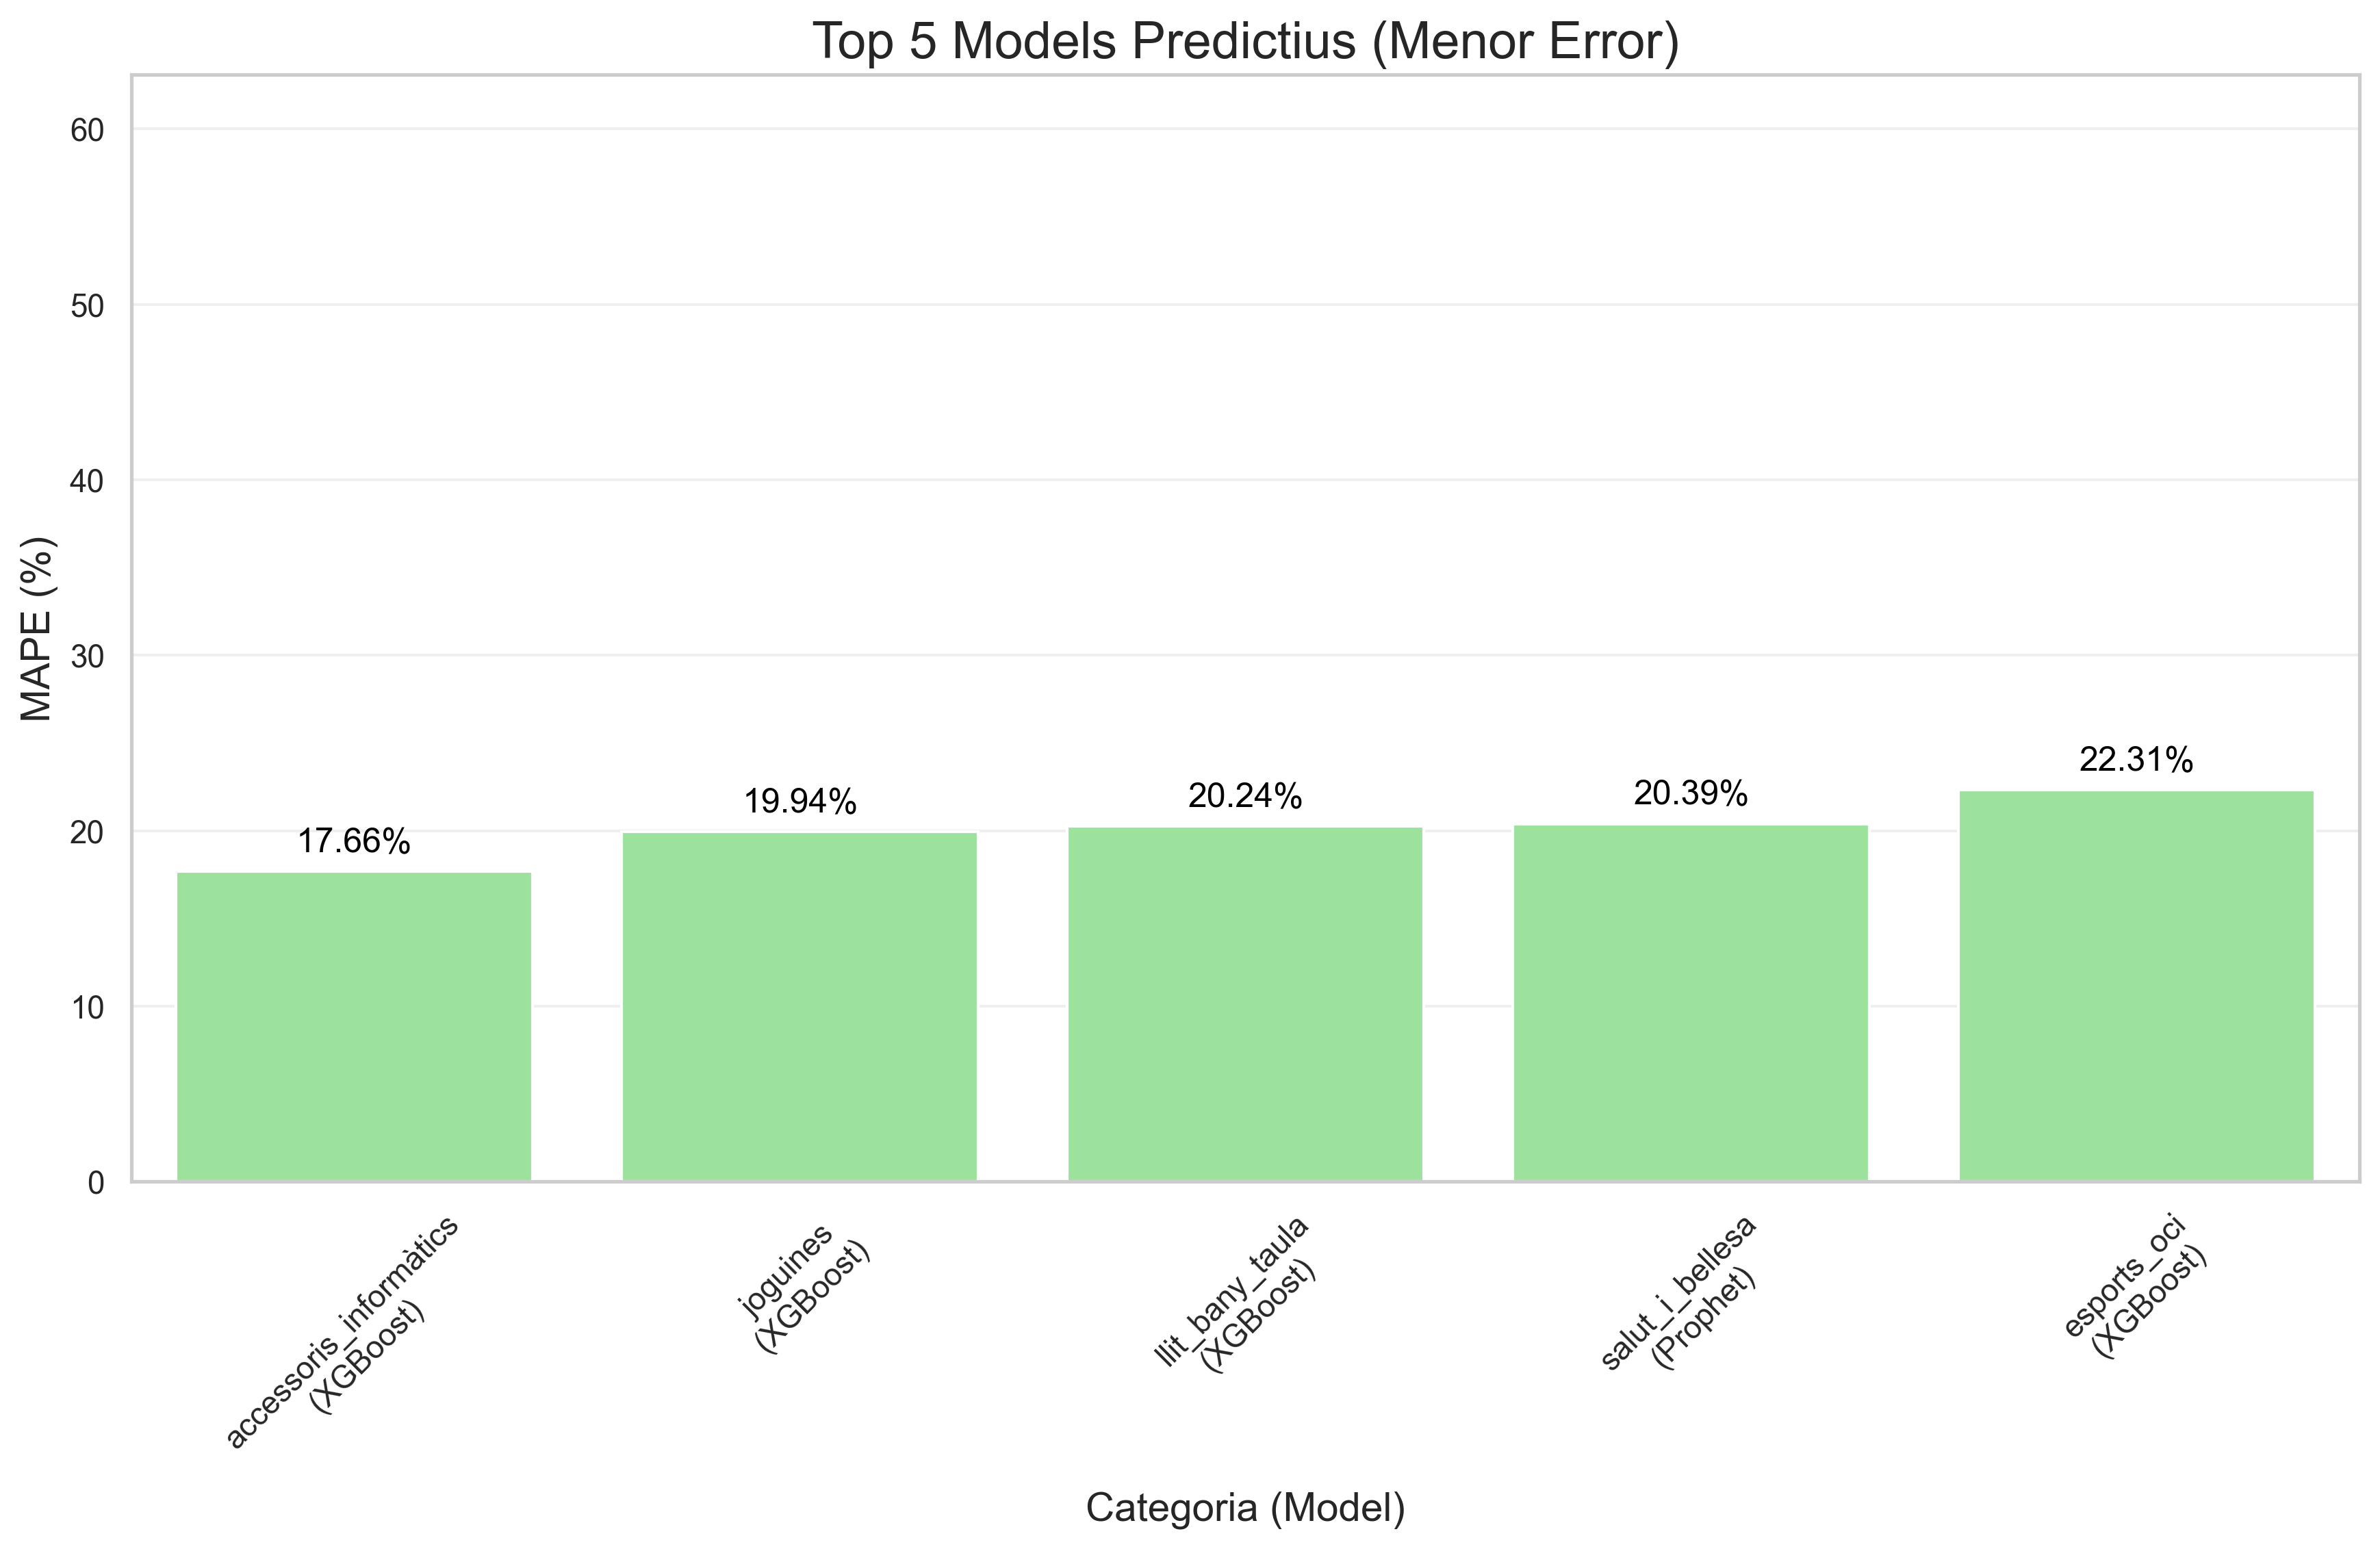 Top 5 Models Predictius (Menor Error)
MAPE (%)
60
50
40
30
20
10
0
17.66%
19.94%
20.24%
20.39%
22.31%
accessoris_informàtics
(XGBoost)
joguines
(XGBoost)
llit_bany_taula
(XGBoost)
salut_i_bellesa
(Prophet)
esports_oci
(XGBoost)
Categoria (Model)